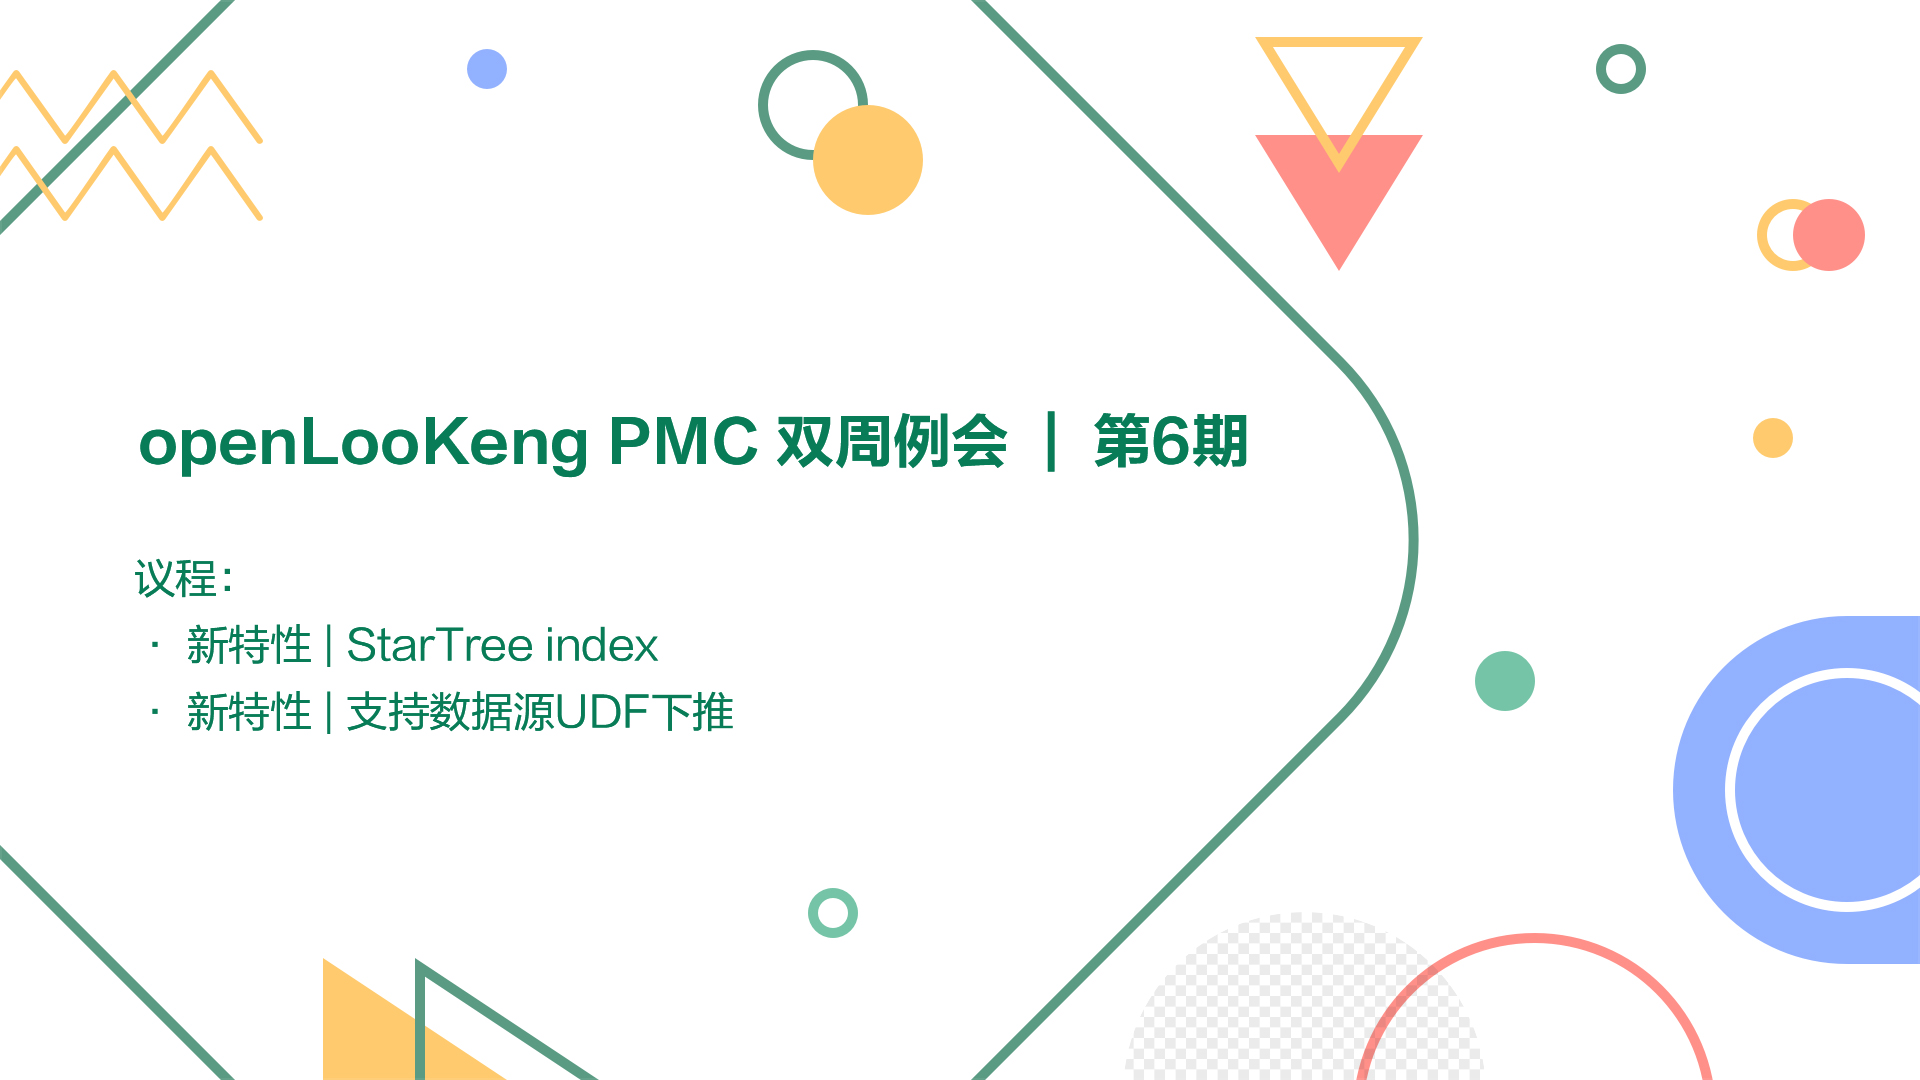 openLooKeng PMC 双周例会 | 第6期
议程：
· 新特性 | StarTree index
· 新特性 | 支持数据源UDF下推